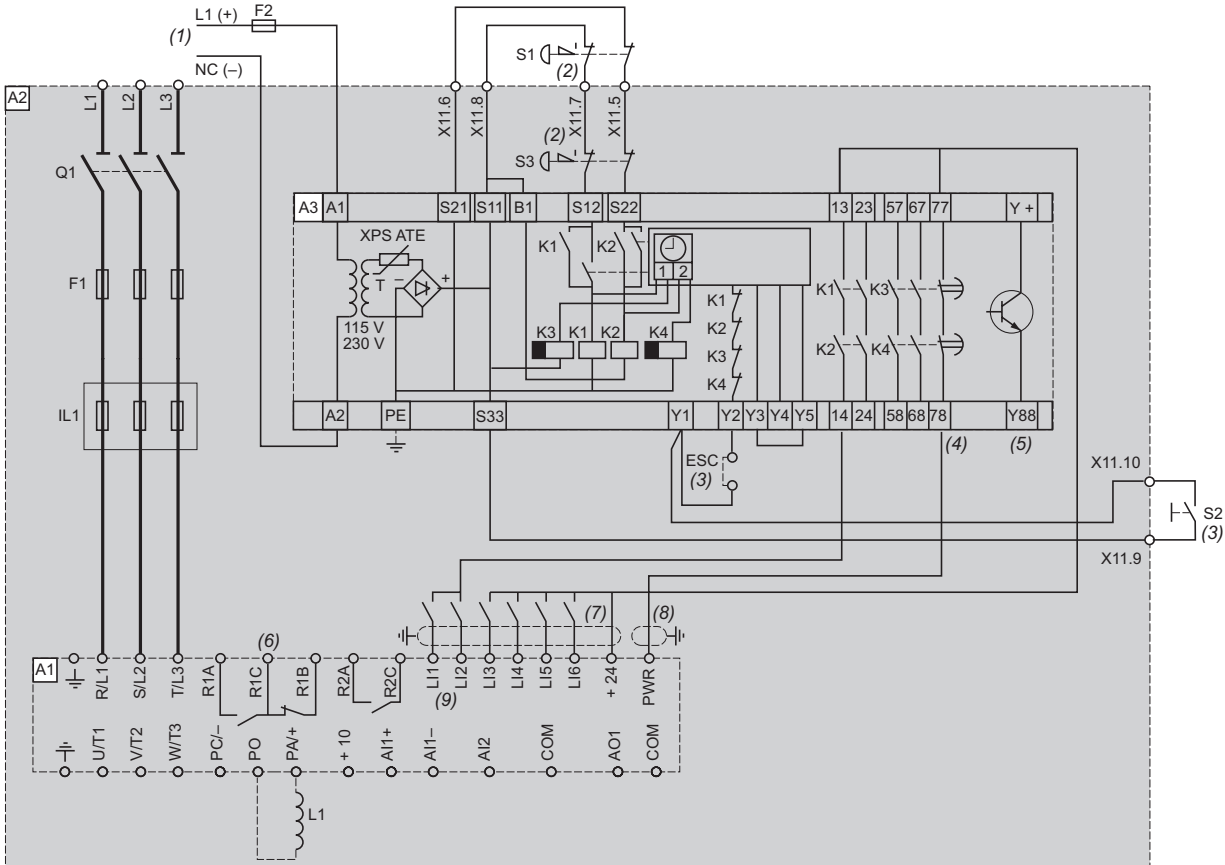 L1 (+)
F2
(1)
NC (–)
S1
(2)
A2
L1
L2
L3
X11.6
X11.8
X11.7
X11.5
(2)
S3
Q1
A3
A1
S21
S11
B1
S12
S22
13
23
57
67
77
Y +
XPS ATE
K1
K2
1
2
T
–
+
F1
115 V
230 V
K3
K1
K2
K4
K1
K2
K3
K4
K1
K3
K2
K4
IL1
A2
PE
S33
Y1
Y2
Y3
Y4
Y5
14
24
58
68
78
Y88
(4)
(5)
ESC
(3)
X11.10
S2
(3)
X11.9
(7)
(8)
(6)
A1
R/L1
S/L2
T/L3
R1A
R1C
R1B
R2A
R2C
LI1
LI2
LI3
LI4
LI5
LI6
+ 24
PWR
(9)
U/T1
V/T2
W/T3
PC/–
PO
PA/+
+ 10
AI1+
AI1–
AI2
COM
AO1
COM
L1